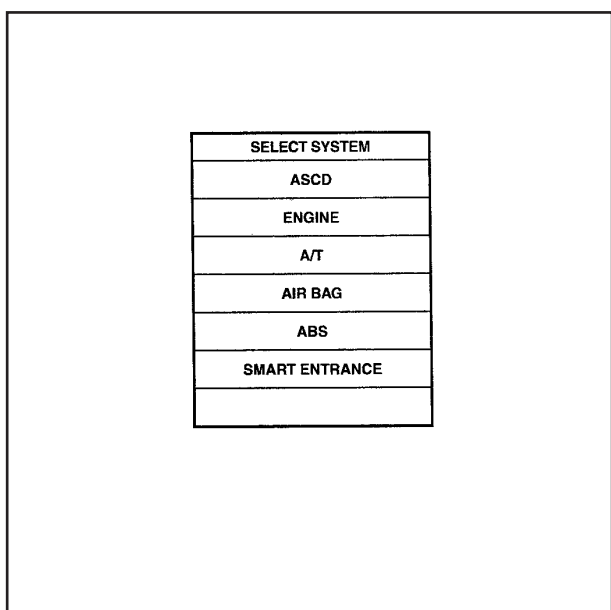 SELECT SYSTEM
ASCD
ENGINE
A/T
AIR BAG
ABS
SMART ENTRANCE